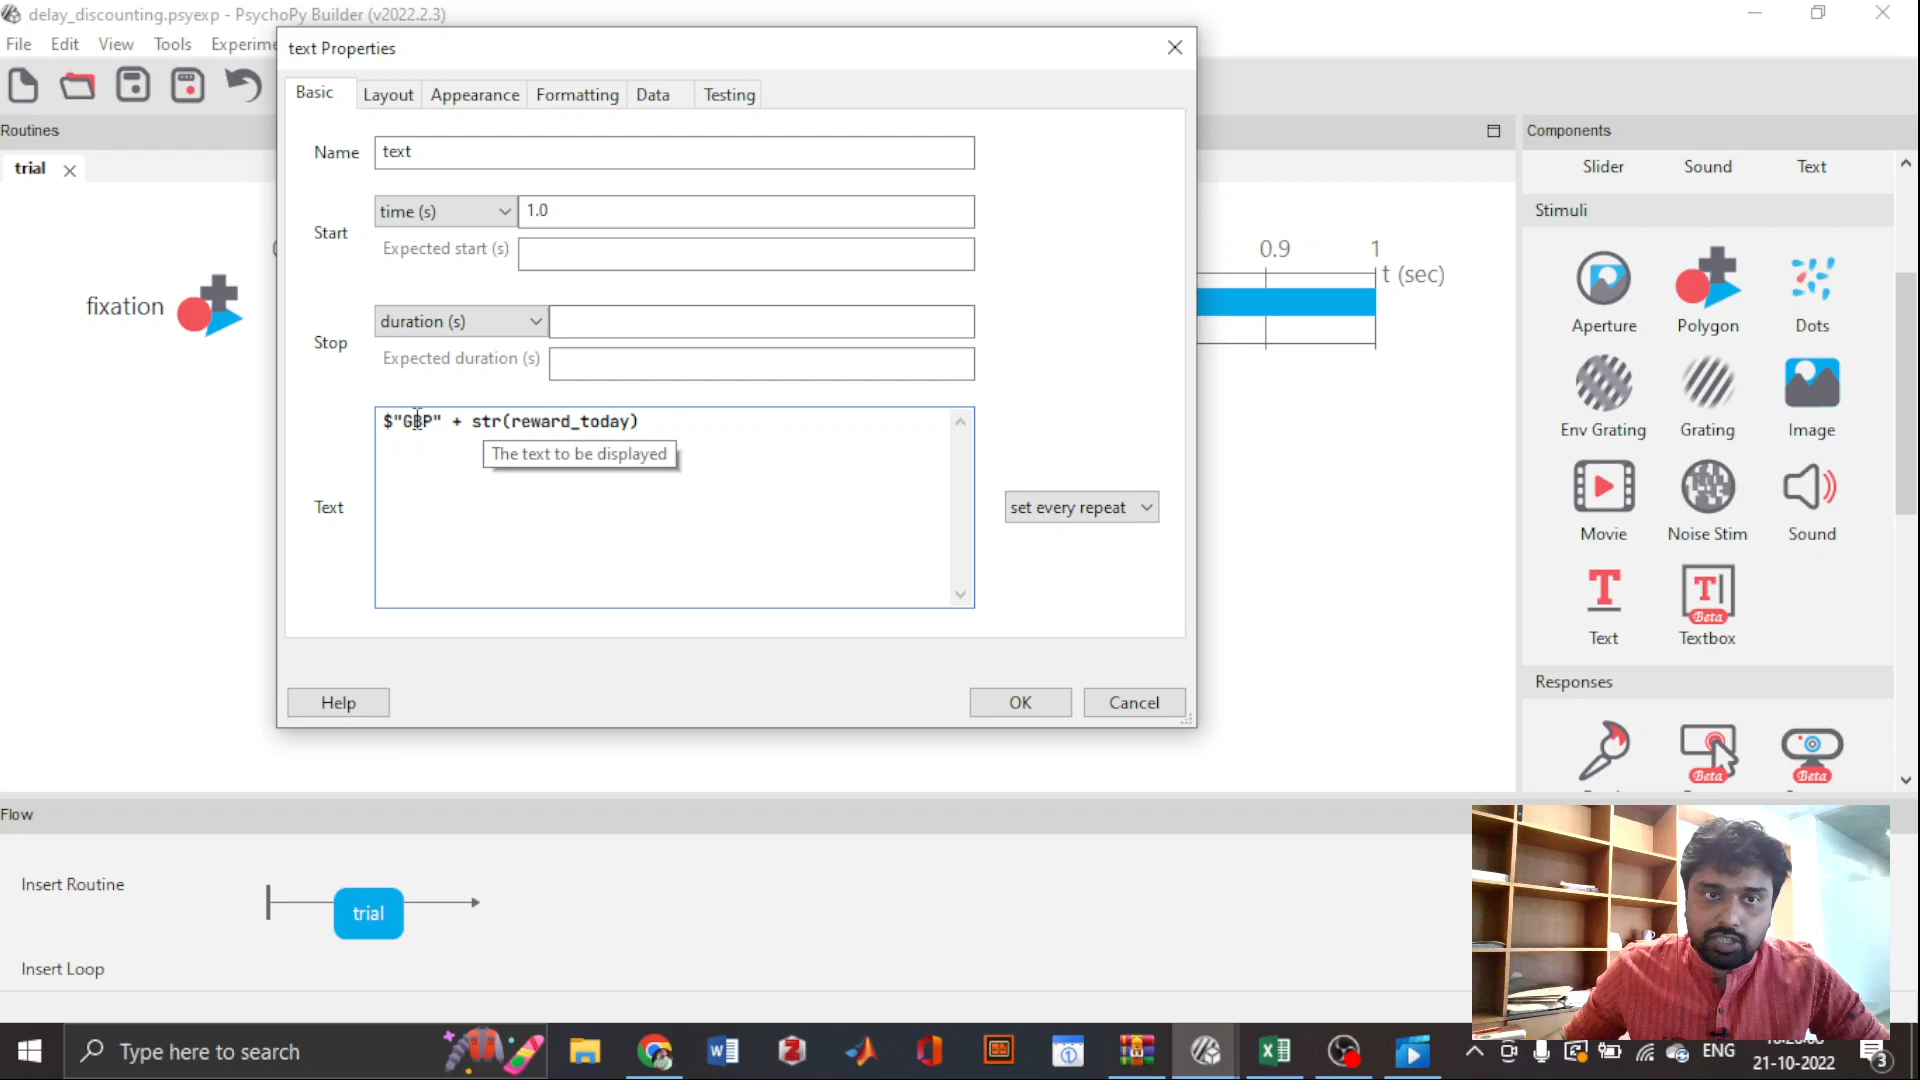 delay_discounting.psyexp - PsychoPy Builder (v2022.2.3)
File Edit View Tools
text Properties
Basic Layout Appearance Formatting Data Testing
Routines
trial
fixation
Name text
Start time (s) 1.0
Expected start (s)
Stop duration (s)
Expected duration (s)
Text $"GBP" + str(reward_today)
The text to be displayed
set every repeat
Help OK Cancel
0.9 1
t (sec)
Components
Slider Sound Text
Stimuli
Aperture Polygon Dots
Env Grating Grating Image
Movie Noise Stim Sound
Text Beta Textbox
Responses
Beta Beta
Flow
Insert Routine
trial
Insert Loop
Type here to search
ENG
21-10-2022
3